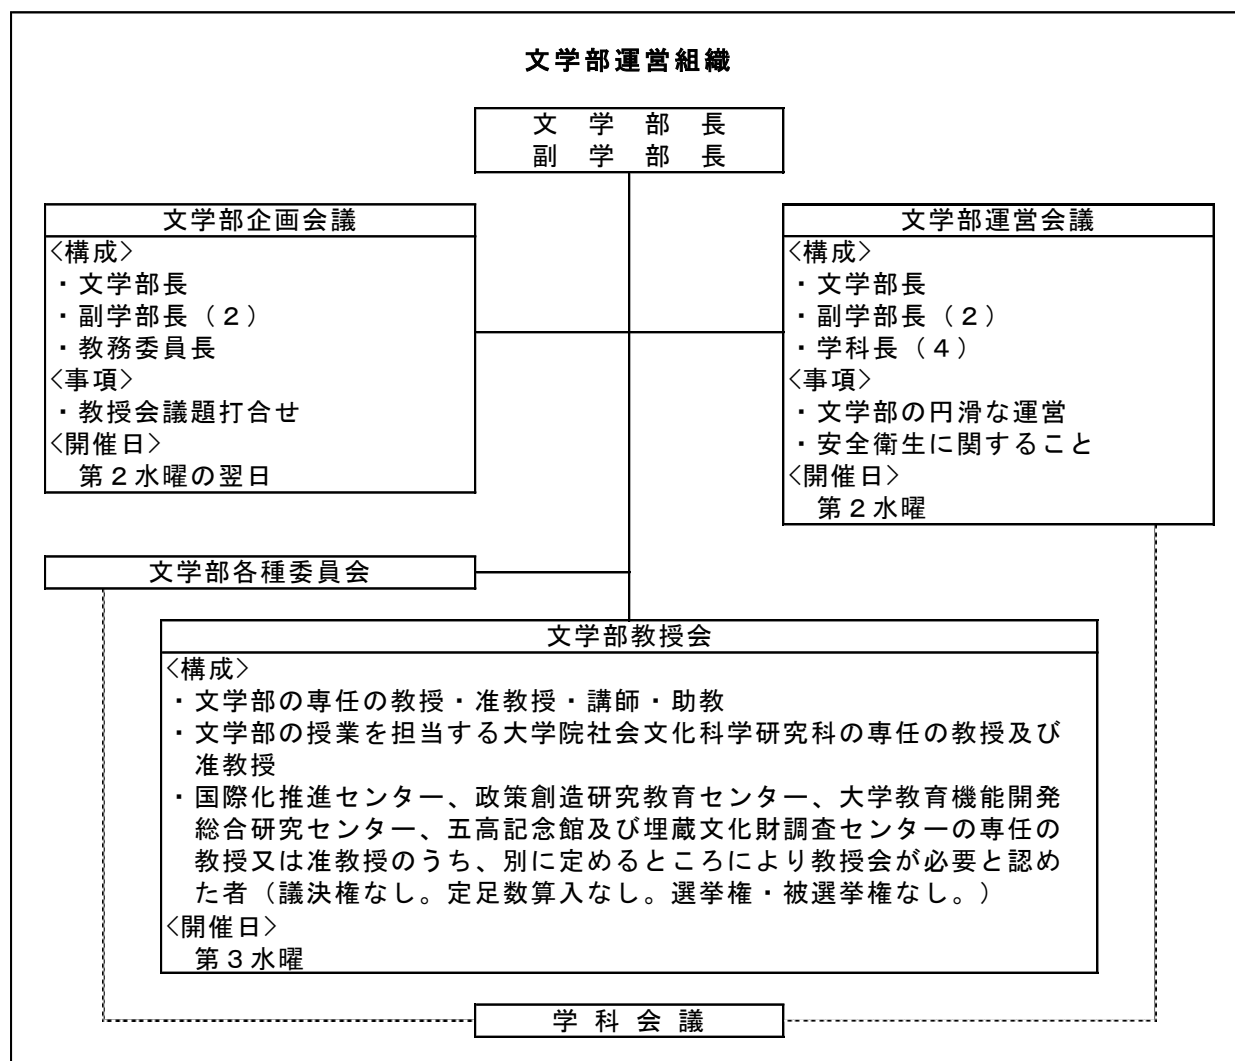 文学部運営組織
文学部長
副学部長
文学部企画会議
<構成>
・文学部長
・副学部長（２）
・教務委員長
<事項>
・教授会議題打合せ
<開催日>
第２水曜の翌日
文学部運営会議
<構成>
・文学部長
・副学部長（２）
・学科長（４）
<事項>
・文学部の円滑な運営
・安全衛生に関すること
<開催日>
第２水曜
文学部各種委員会
文学部教授会
<構成>
・文学部の専任の教授・准教授・講師・助教
・文学部の授業を担当する大学院社会文化科学研究科の専任の教授及び
准教授
・国際化推進センター、政策創造研究教育センター、大学教育機能開発
総合研究センター、五高記念館及び埋蔵文化財調査センターの専任の
教授又は准教授のうち、別に定めるところにより教授会が必要と認め
た者（議決権なし。定足数算入なし。選挙権・被選挙権なし。）
<開催日>
第３水曜
学科会議